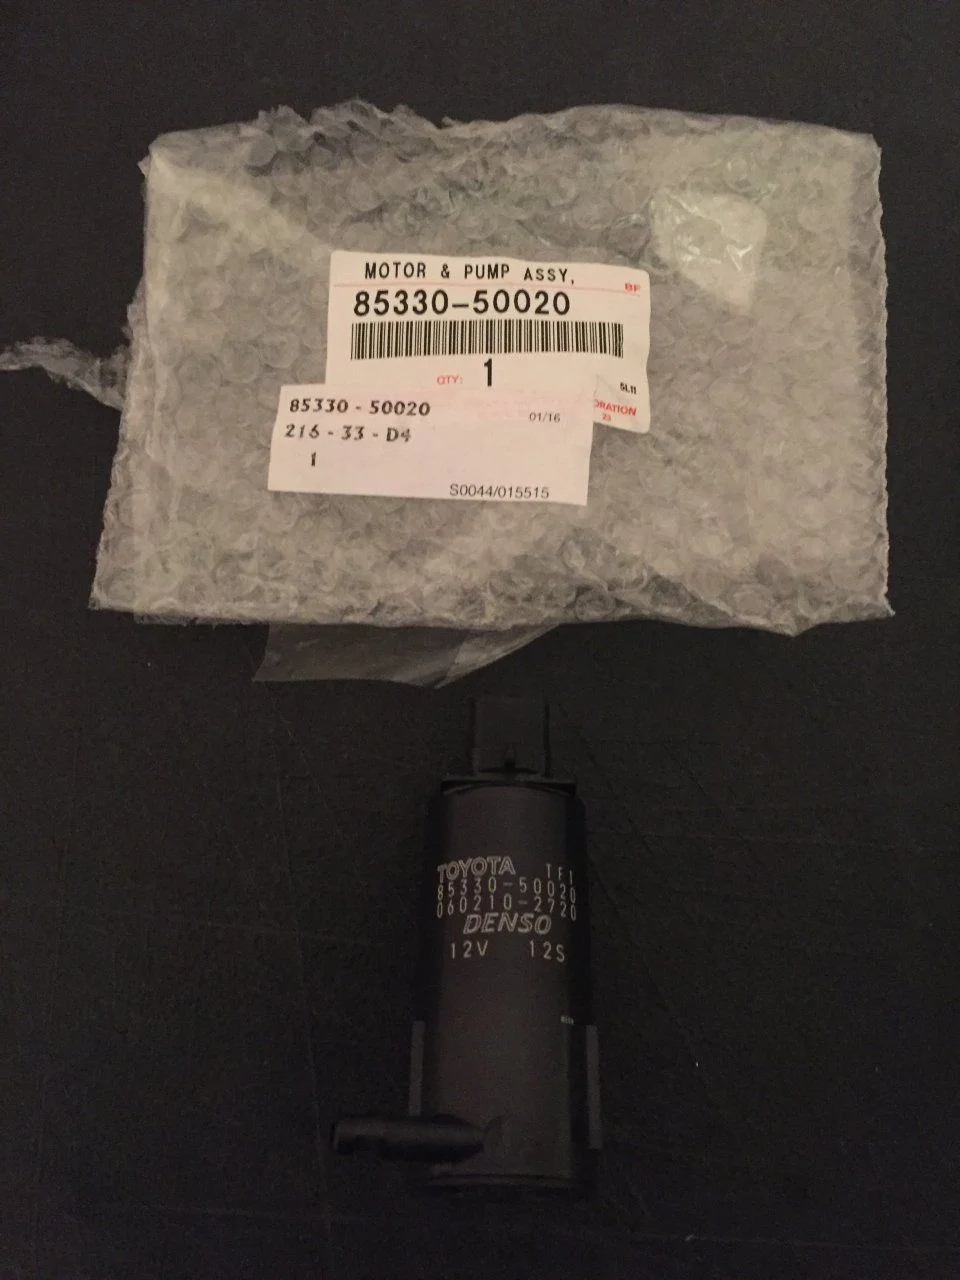 MOTOR & PUMP ASSY,
BF
85330-50020
QTY: 1
5L11
ORATION
23
85330-50020
01/16
216-33-D4
1
S0044/015515
TOYOTA TF1
85330-50020
060210-2720
DENSO
12V 12S